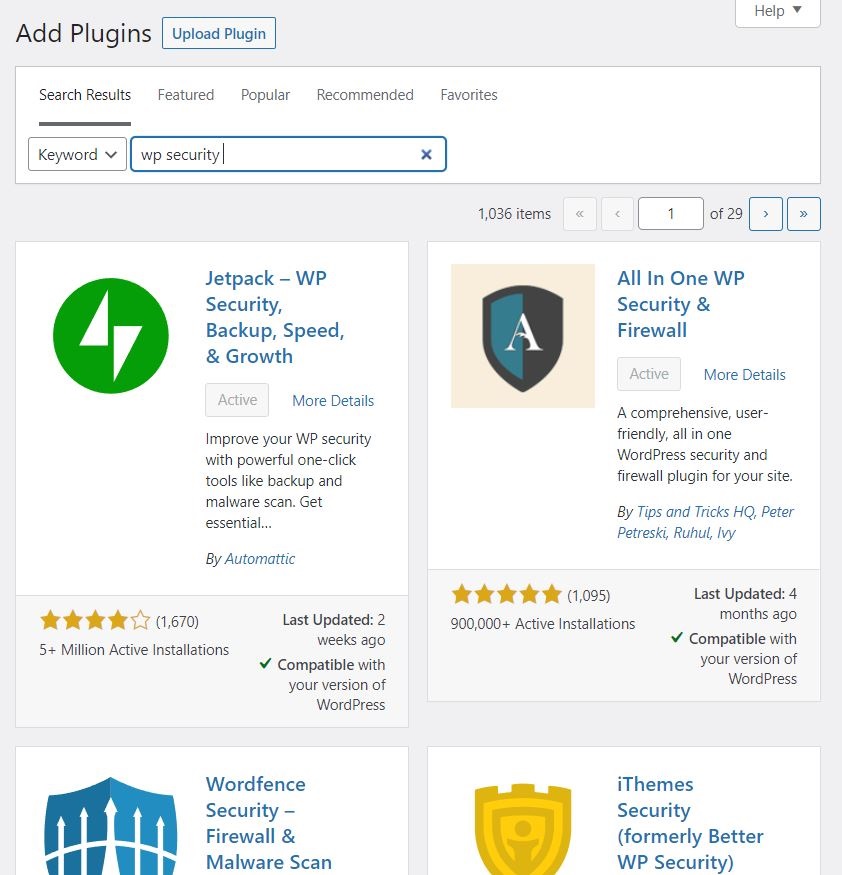 Help
Add Plugins Upload Plugin
Search Results Featured Popular Recommended Favorites
Keyword wp security
1,036 items « ‹ 1 of 29 › »
Jetpack – WP
Security,
Backup, Speed,
& Growth
Active More Details
Improve your WP security
with powerful one-click
tools like backup and
malware scan. Get
essential...
By Automattic
(1,670)
5+ Million Active Installations
Last Updated: 2
weeks ago
Compatible with
your version of
WordPress
A
All In One WP
Security &
Firewall
Active More Details
A comprehensive, user-
friendly, all in one
WordPress security and
firewall plugin for your site.
By Tips and Tricks HQ, Peter
Petreski, Ruhul, Ivy
(1,095)
900,000+ Active Installations
Last Updated: 4
months ago
Compatible with
your version of
WordPress
Wordfence
Security –
Firewall &
Malware Scan
iThemes
Security
(formerly Better
WP Security)